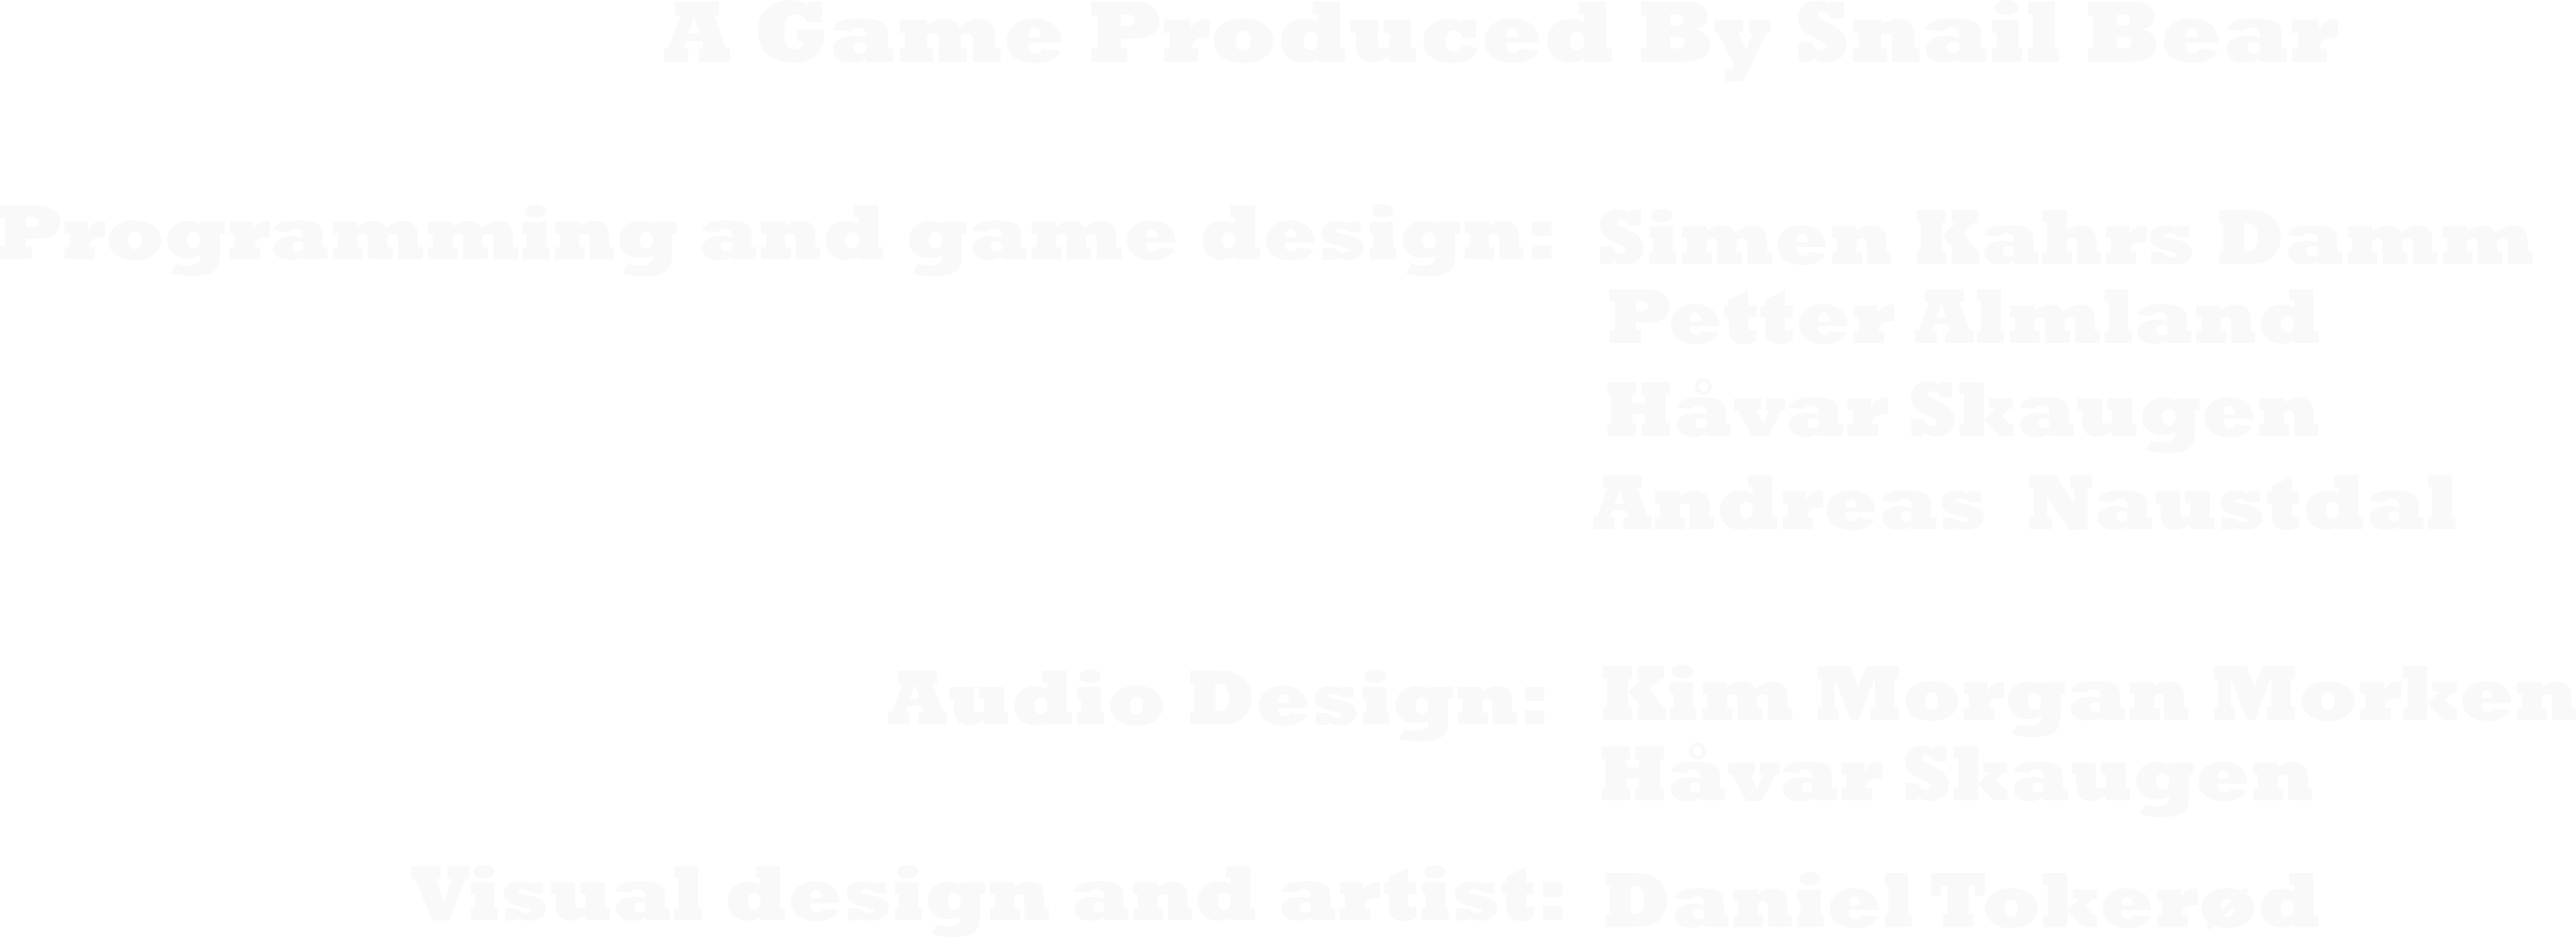 A Game Produced By Snail Bear
Programming and game design: Simen Kahrs Damm
Petter Almland
Håvar Skaugen
Andreas Naustdal
Audio Design: Kim Morgan Morken
Håvar Skaugen
Visual design and artist: Daniel Tokerød